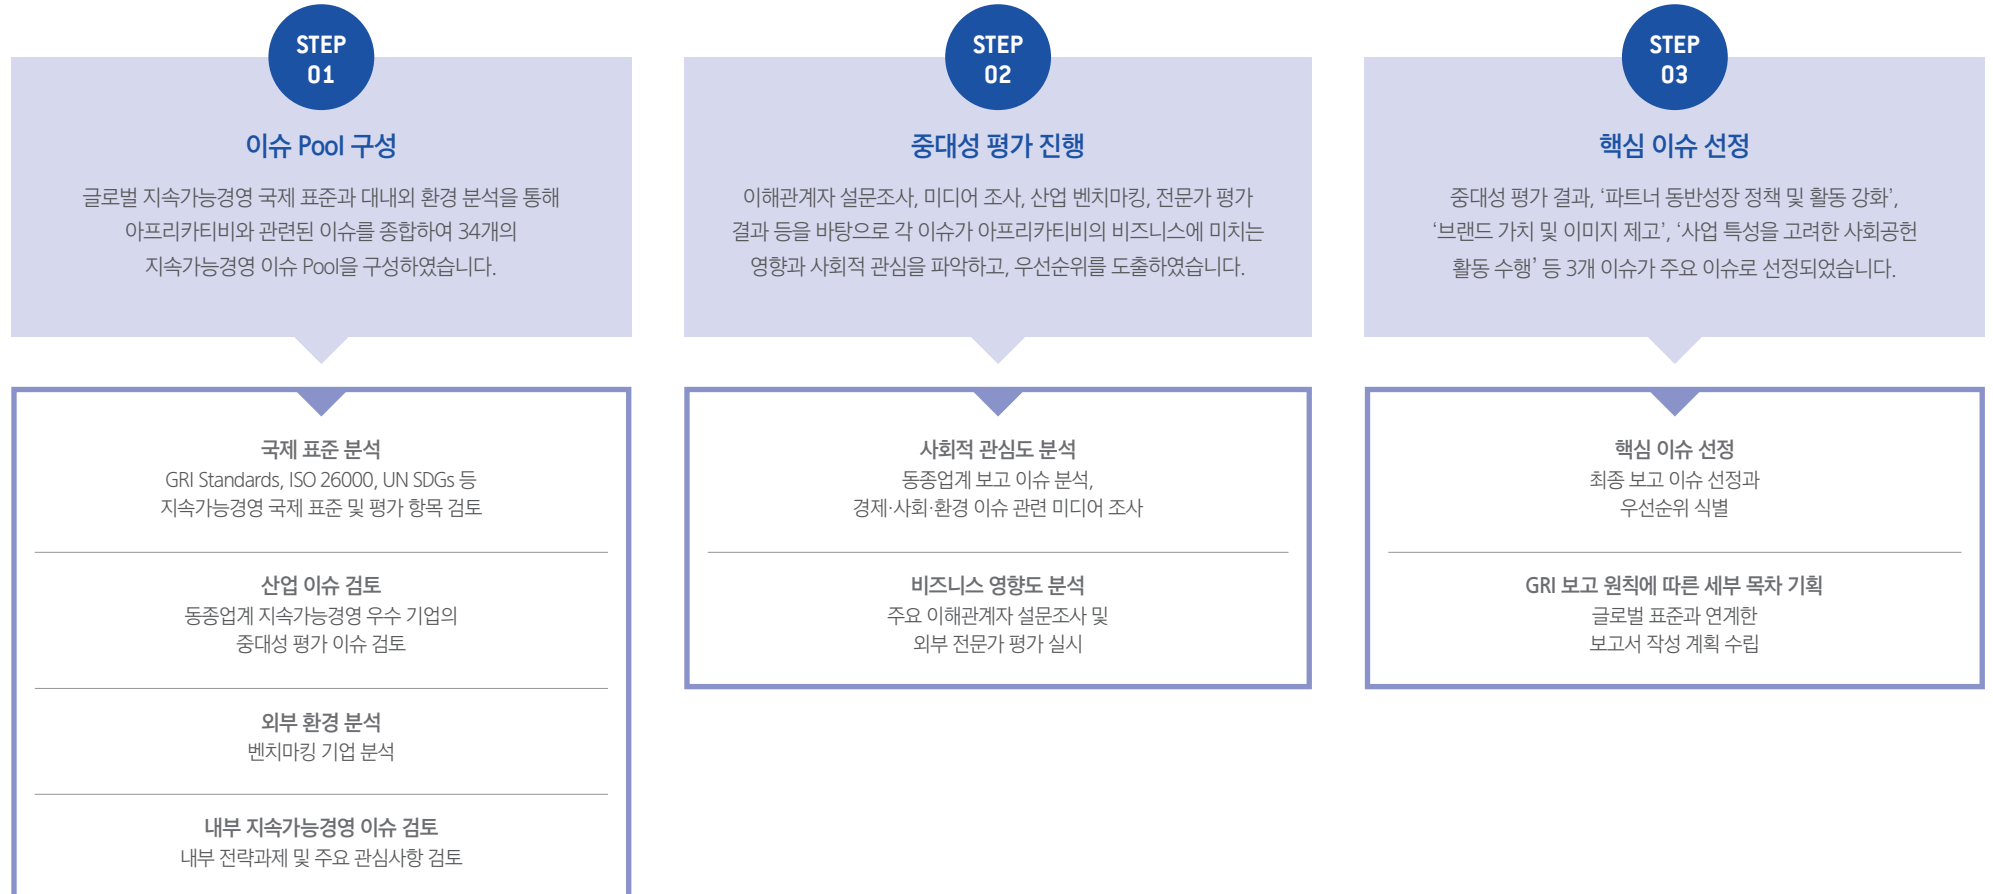 STEP
01
이슈 Pool 구성
글로벌 지속가능경영 국제 표준과 대내외 환경 분석을 통해
아프리카티비와 관련된 이슈를 종합하여 34개의
지속가능경영 이슈 Pool을 구성하였습니다.
국제 표준 분석
GRI Standards, ISO 26000, UN SDGs 등
지속가능경영 국제 표준 및 평가 항목 검토
산업 이슈 검토
동종업계 지속가능경영 우수 기업의
중대성 평가 이슈 검토
외부 환경 분석
벤치마킹 기업 분석
내부 지속가능경영 이슈 검토
내부 전략과제 및 주요 관심사항 검토
STEP
02
중대성 평가 진행
이해관계자 설문조사, 미디어 조사, 산업 벤치마킹, 전문가 평가
결과 등을 바탕으로 각 이슈가 아프리카티비의 비즈니스에 미치는
영향과 사회적 관심을 파악하고, 우선순위를 도출하였습니다.
사회적 관심도 분석
동종업계 보고 이슈 분석,
경제·사회·환경 이슈 관련 미디어 조사
비즈니스 영향도 분석
주요 이해관계자 설문조사 및
외부 전문가 평가 실시
STEP
03
핵심 이슈 선정
중대성 평가 결과, ‘파트너 동반성장 정책 및 활동 강화’,
‘브랜드 가치 및 이미지 제고’, ‘사업 특성을 고려한 사회공헌
활동 수행’ 등 3개 이슈가 주요 이슈로 선정되었습니다.
핵심 이슈 선정
최종 보고 이슈 선정과
우선순위 식별
GRI 보고 원칙에 따른 세부 목차 기획
글로벌 표준과 연계한
보고서 작성 계획 수립